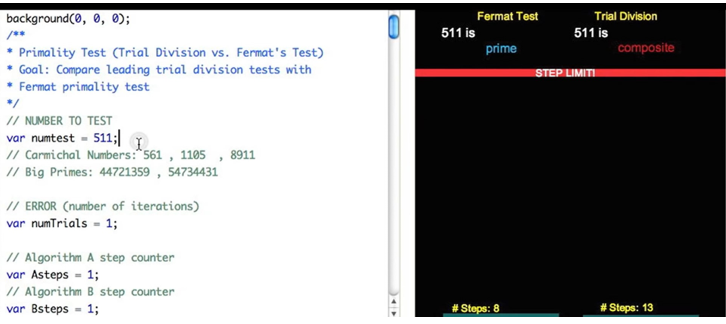 background(0, 0, 0);
/**
* Primality Test (Trial Division vs. Fermat's Test)
* Goal: Compare leading trial division tests with
* Fermat primality test
*/
// NUMBER TO TEST
var numtest = 511;
// Carmichal Numbers: 561 , 1105 , 8911
// Big Primes: 44721359 , 54734431
// ERROR (number of iterations)
var numTrials = 1;
// Algorithm A step counter
var Asteps = 1;
// Algorithm B step counter
var Bsteps = 1;
Fermat Test
511 is
prime
Trial Division
511 is
composite
STEP LIMIT!
# Steps: 8
# Steps: 13